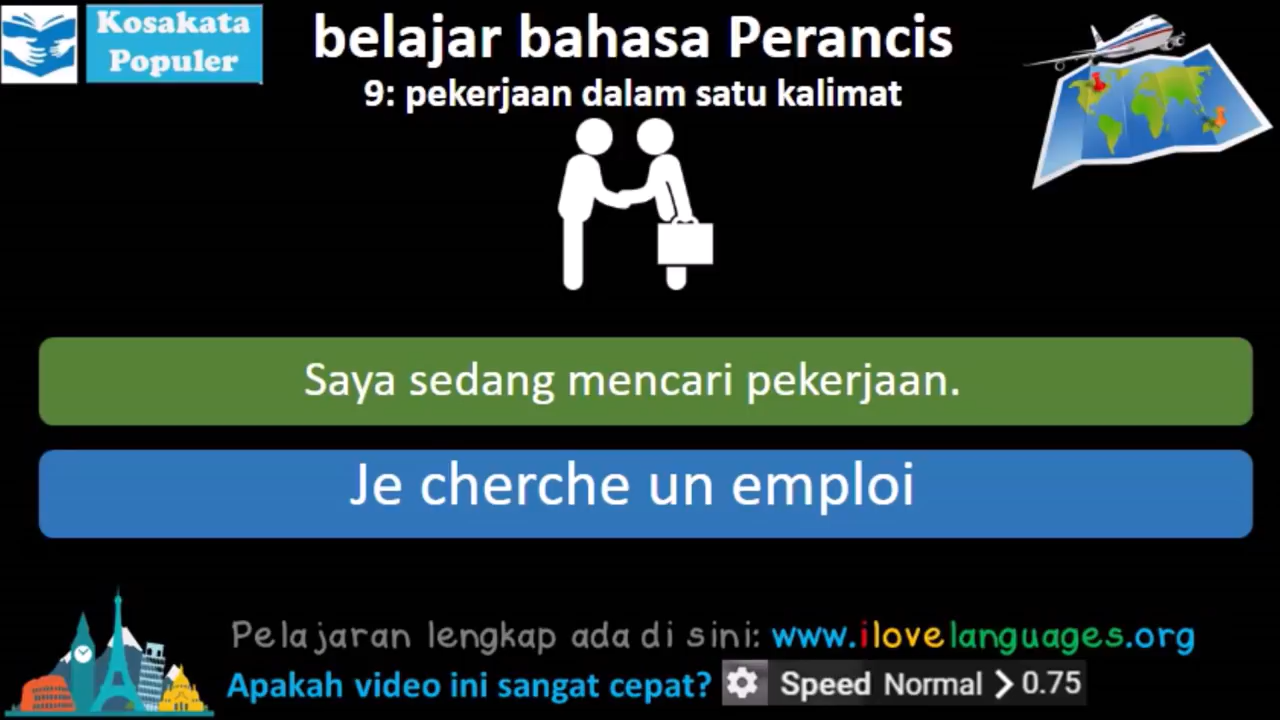 Kosakata
Populer
belajar bahasa Perancis
9: pekerjaan dalam satu kalimat
Saya sedang mencari pekerjaan.
Je cherche un emploi
Pelajaran lengkap ada di sini: www.ilovelanguages.org
Apakah video ini sangat cepat? Speed Normal > 0.75